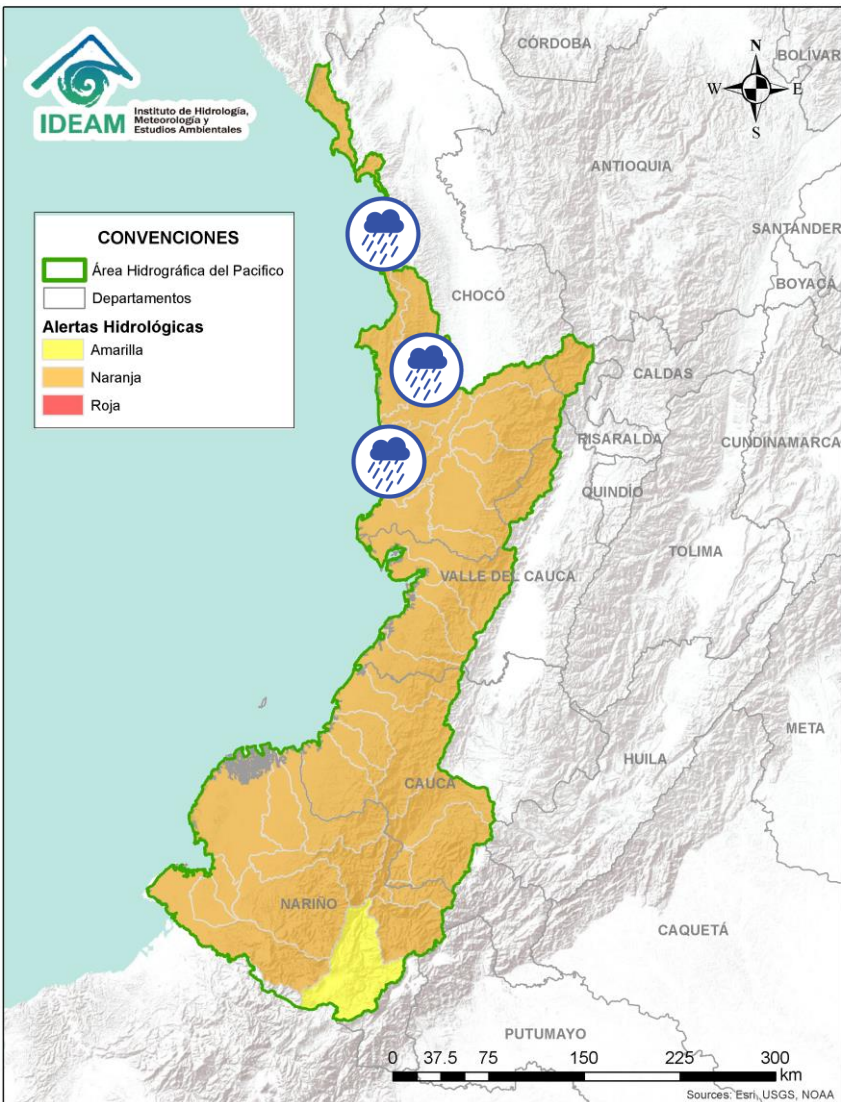 IDEAM
Instituto de Hidrología,
Meteorología y
Estudios Ambientales
N
W
E
S
CÓRDOBA
BOLÍVAR
ANTIOQUIA
SANTANDER
BOYACÁ
CHOCÓ
CALDAS
RISARALDA
CUNDINAMARCA
QUINDÍO
TOLIMA
VALLE DEL CAUCA
META
HUILA
CAUCA
NARIÑO
CAQUETÁ
PUTUMAYO
CONVENCIONES
Área Hidrográfica del Pacifico
Departamentos
Alertas Hidrológicas
Amarilla
Naranja
Roja
0 37.5 75 150 225 300
km
Sources: Esri, USGS, NOAA